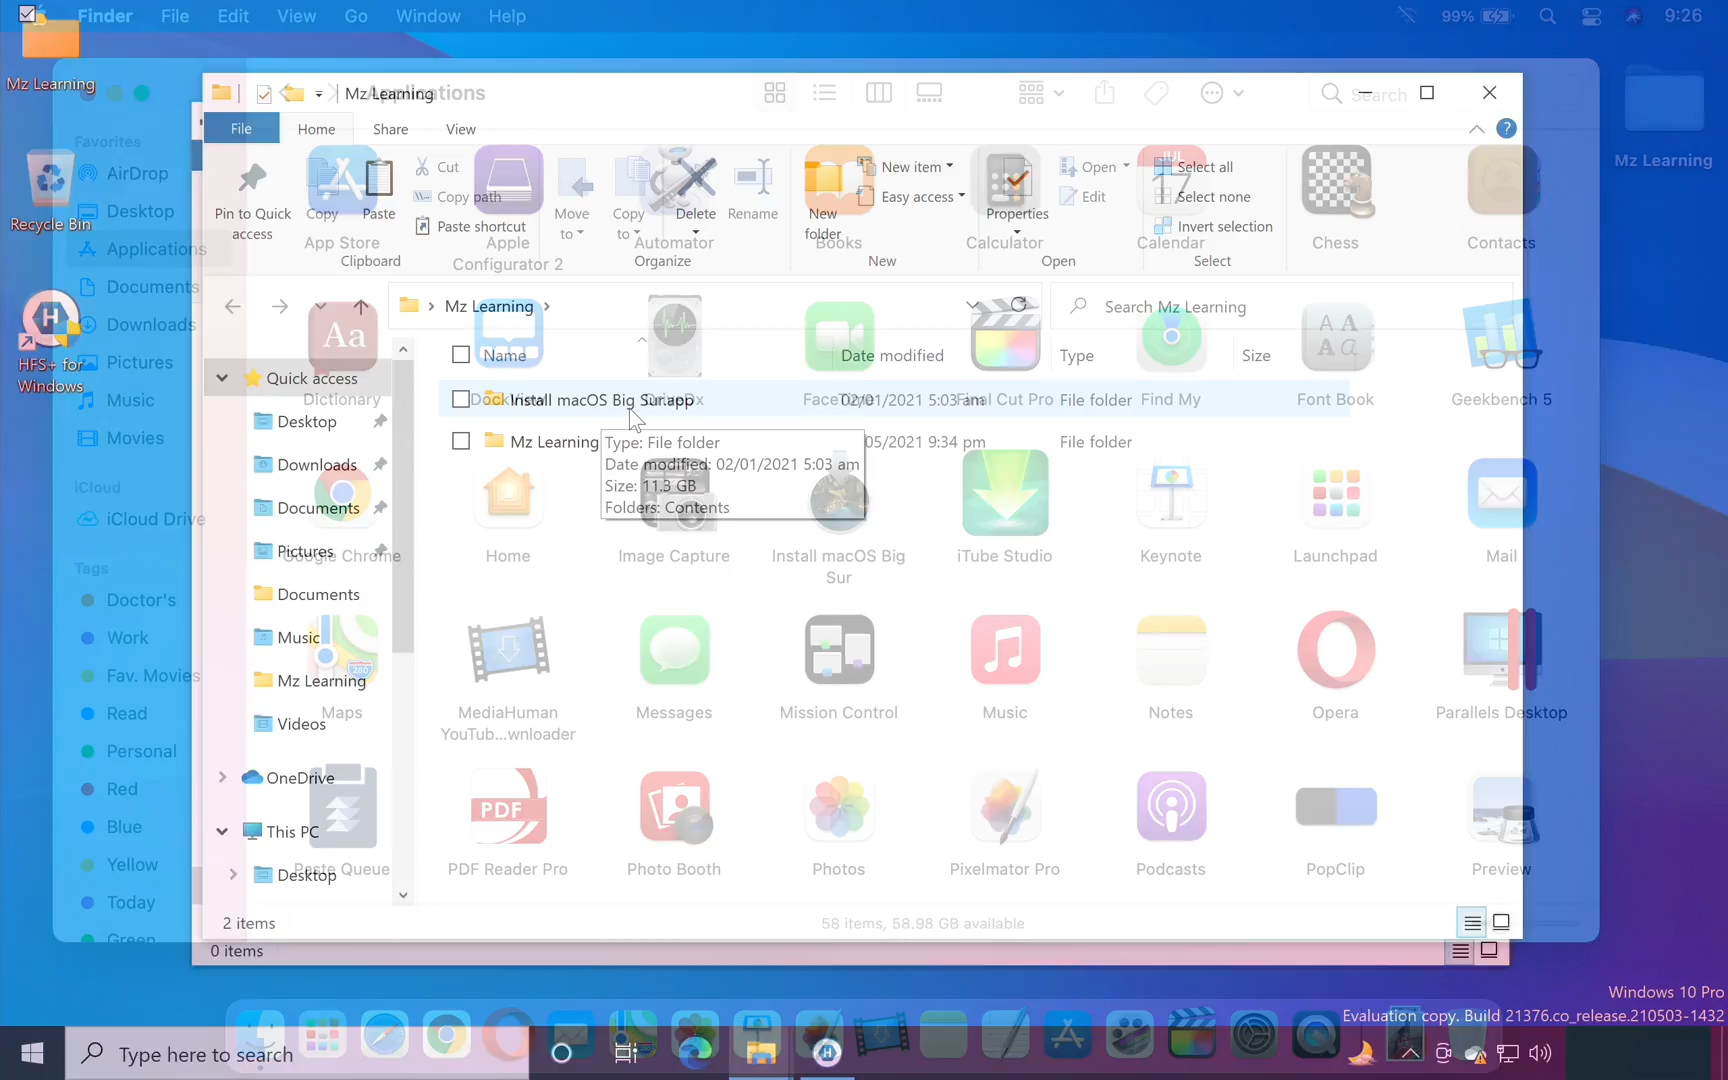 Finder File Edit View Go Window Help
99% 9:26
Mz Learning
Recycle Bin
HFS+ for
Windows
Mz Learning
Favorites
AirDrop
Desktop
Applications
Documents
Downloads
Pictures
Music
Movies
iCloud
iCloud Drive
Tags
Doctor's
Work
Fav. Movies
Read
Personal
Red
Blue
Yellow
Today
Green
Mz Learning
Applications
Search
File Home Share View
Pin to Quick
access
Copy
Paste
Cut
Copy path
Paste shortcut
Clipboard
Move
to
Copy
to
Delete
Rename
Organize
New
folder
New item
Easy access
New
Properties
Open
Edit
Open
Select all
Select none
Invert selection
Select
App Store
Apple
Configurator 2
Automator
Books
Calculator
JUL
17
Calendar
Chess
Contacts
Mz Learning
Search Mz Learning
Name Date modified Type Size
Install macOS Big Sur.app 02/01/2021 5:03 am File folder
Mz Learning 05/2021 9:34 pm File folder
Type: File folder
Date modified: 02/01/2021 5:03 am
Size: 11.3 GB
Folders: Contents
Quick access
Desktop
Downloads
Documents
Pictures
Documents
Music
Mz Learning
Videos
OneDrive
This PC
Desktop
Aa
Dictionary
FaceTime
Final Cut Pro
Find My
Font Book
Geekbench 5
Google Chrome
Home
Image Capture
Install macOS Big
Sur
iTube Studio
Keynote
Launchpad
Mail
280
Maps
MediaHuman
YouTub...wnloader
Messages
Mission Control
Music
Notes
Opera
Parallels Desktop
Paste Queue
PDF
PDF Reader Pro
Photo Booth
Photos
Pixelmator Pro
Podcasts
PopClip
Preview
2 items
58 items, 58.98 GB available
0 items
Windows 10 Pro
Evaluation copy. Build 21376.co_release.210503-1432
Type here to search